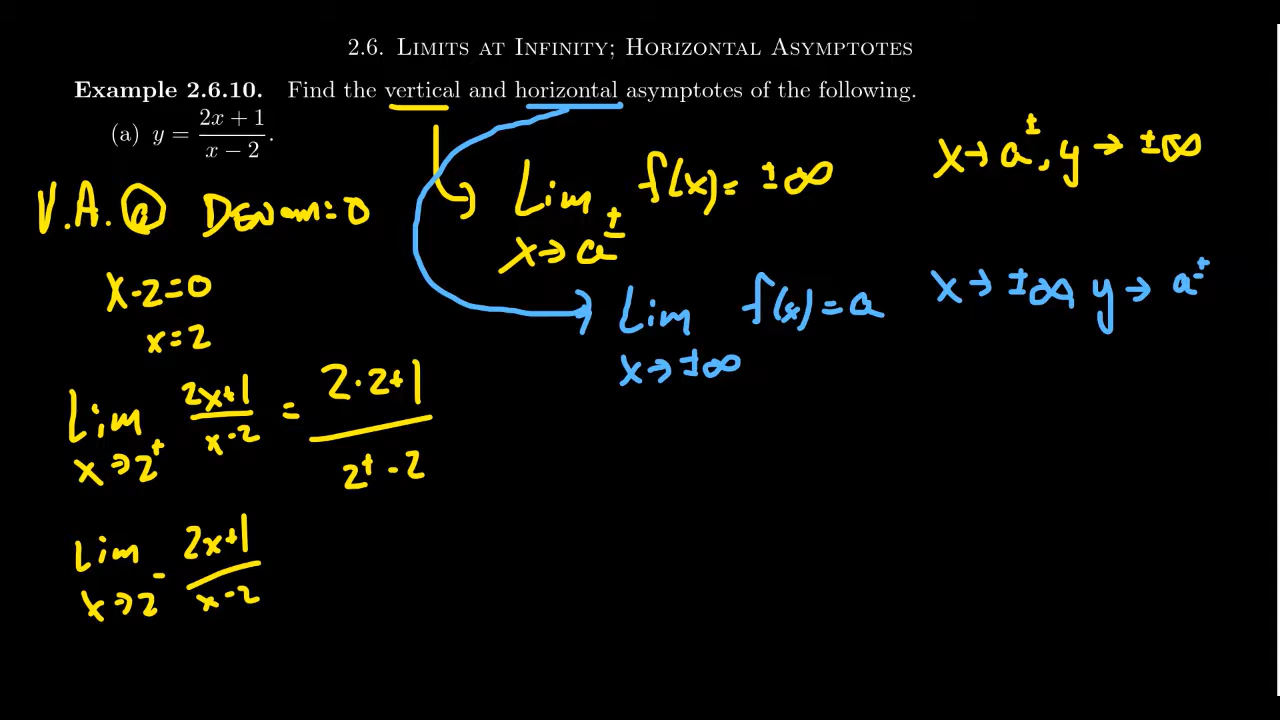 2.6. LIMITS AT INFINITY; HORIZONTAL ASYMPTOTES
Example 2.6.10. Find the vertical and horizontal asymptotes of the following.
(a) y = (2x + 1)/(x − 2).
x → a^±, y → ±∞
V.A. @ Denom=0
Lim x→a^± f(x) = ±∞
x-2=0
x=2
Lim x→±∞ f(x) = a
x → ±∞ y → a^±
Lim x→2^+ (2x+1)/(x-2) = (2·2+1)/(2^+ - 2)
Lim x→2^- (2x+1)/(x-2)